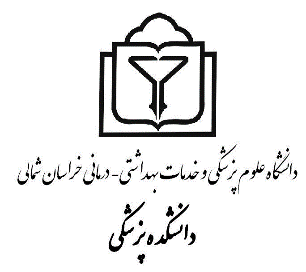 دانشگاه علوم پزشکی و خدمات بهداشتی - درمانی خراسان شمالی
دانشکده پزشکی